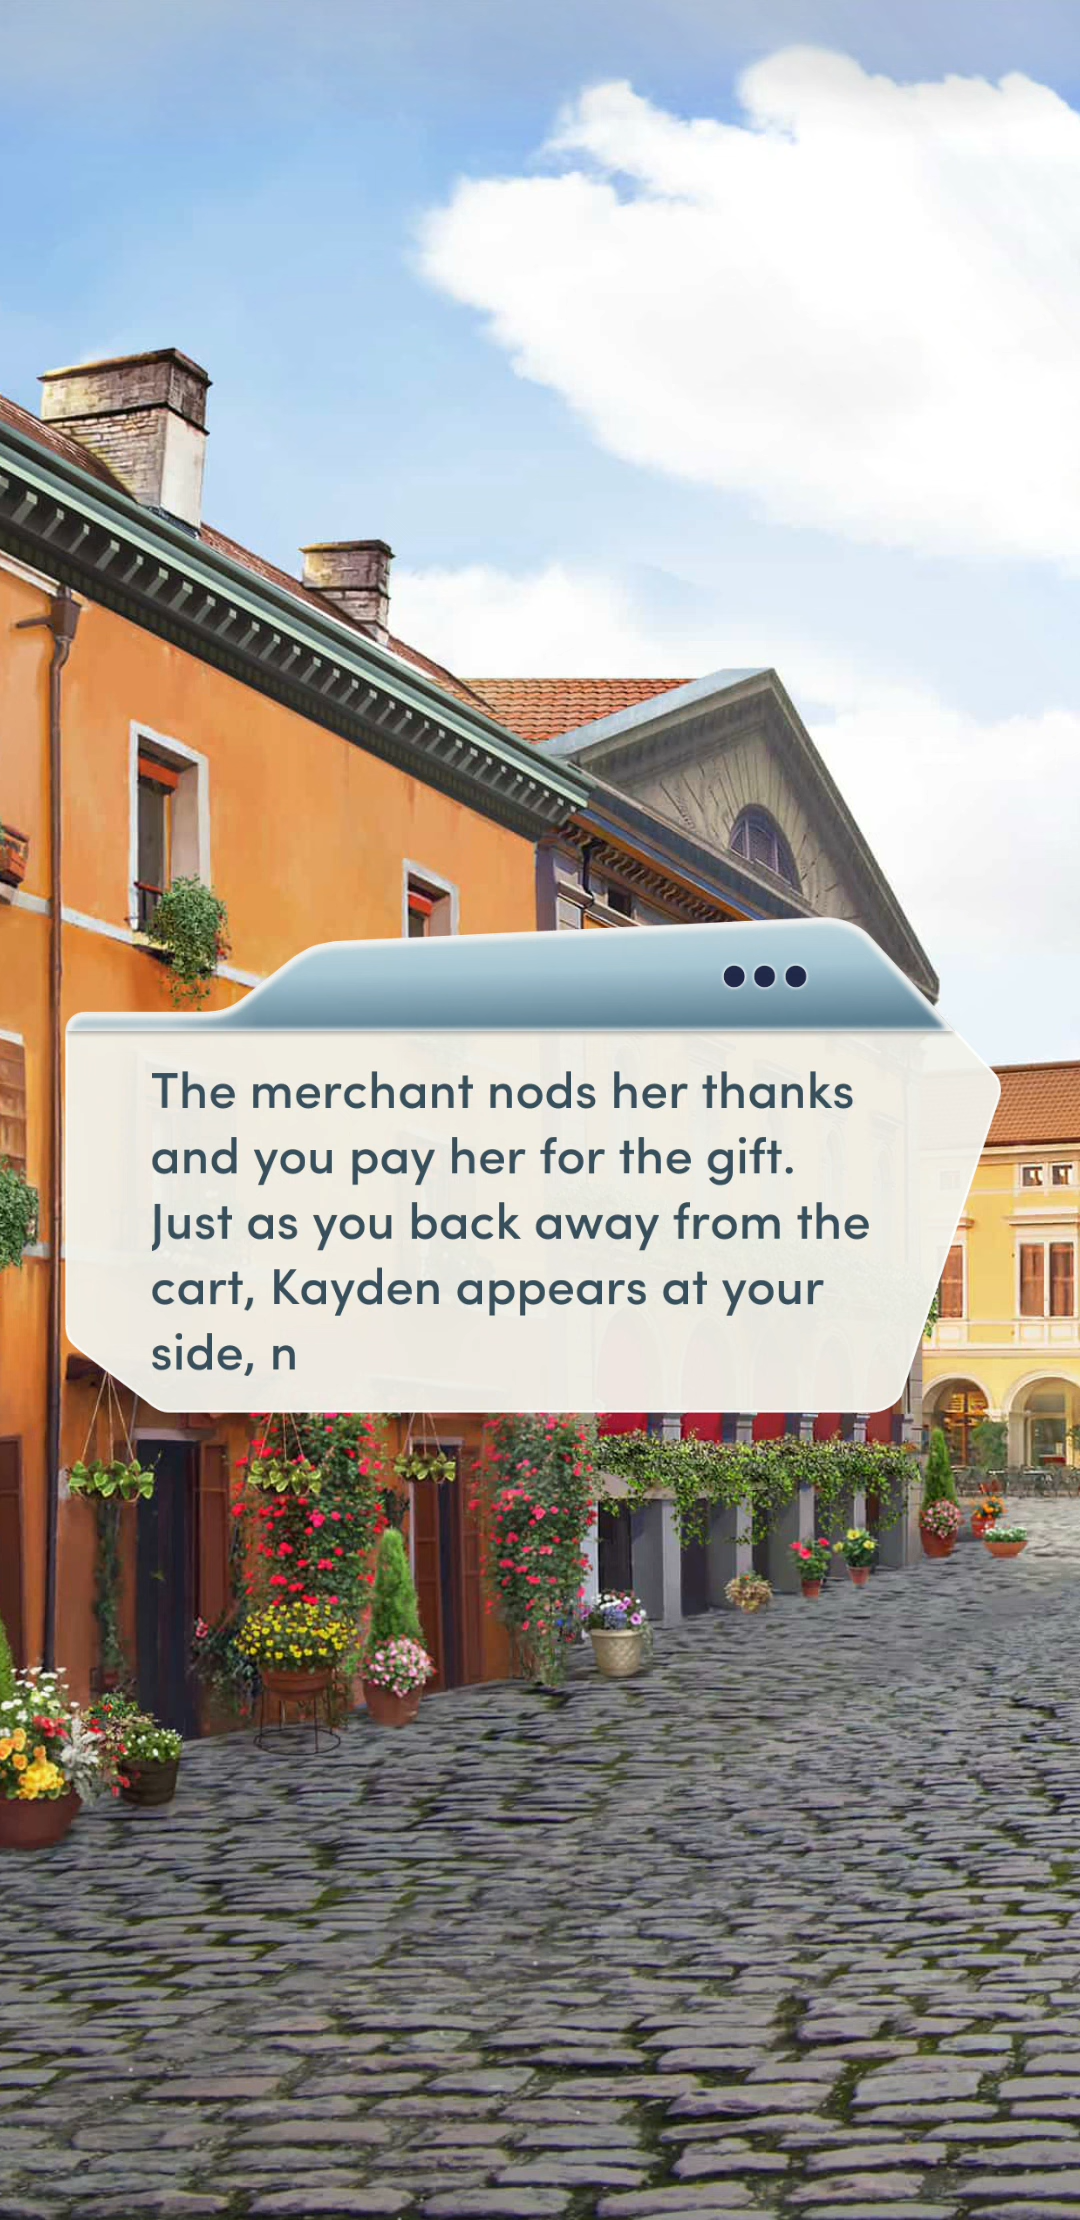 The merchant nods her thanks
and you pay her for the gift.
Just as you back away from the
cart, Kayden appears at your
side, n